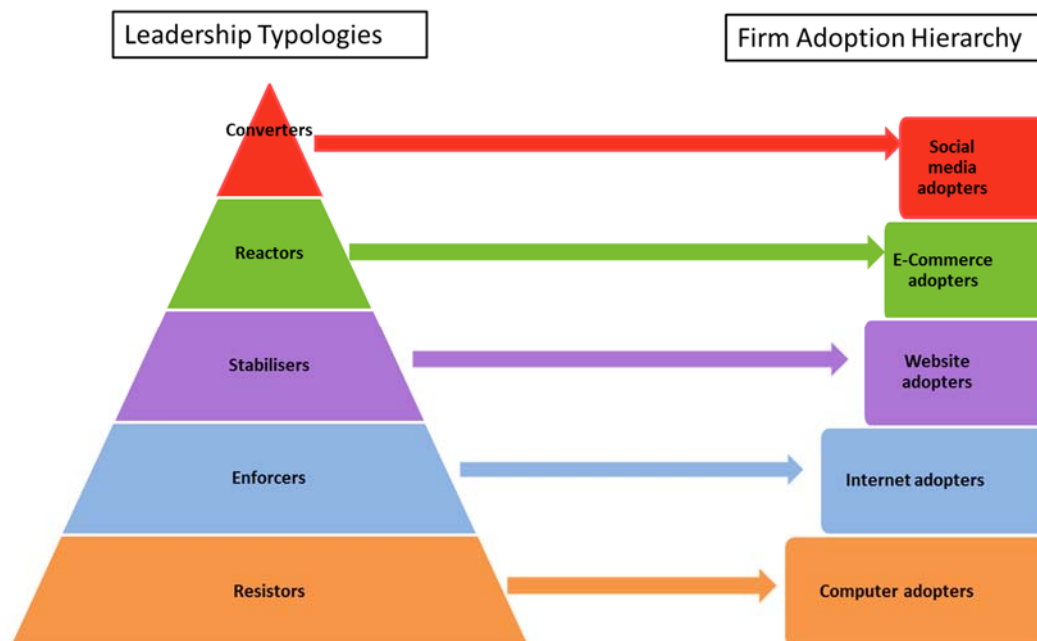 Leadership Typologies
Firm Adoption Hierarchy
Converters
Social
media
adopters
Reactors
E-Commerce
adopters
Stabilisers
Website
adopters
Enforcers
Internet adopters
Resistors
Computer adopters